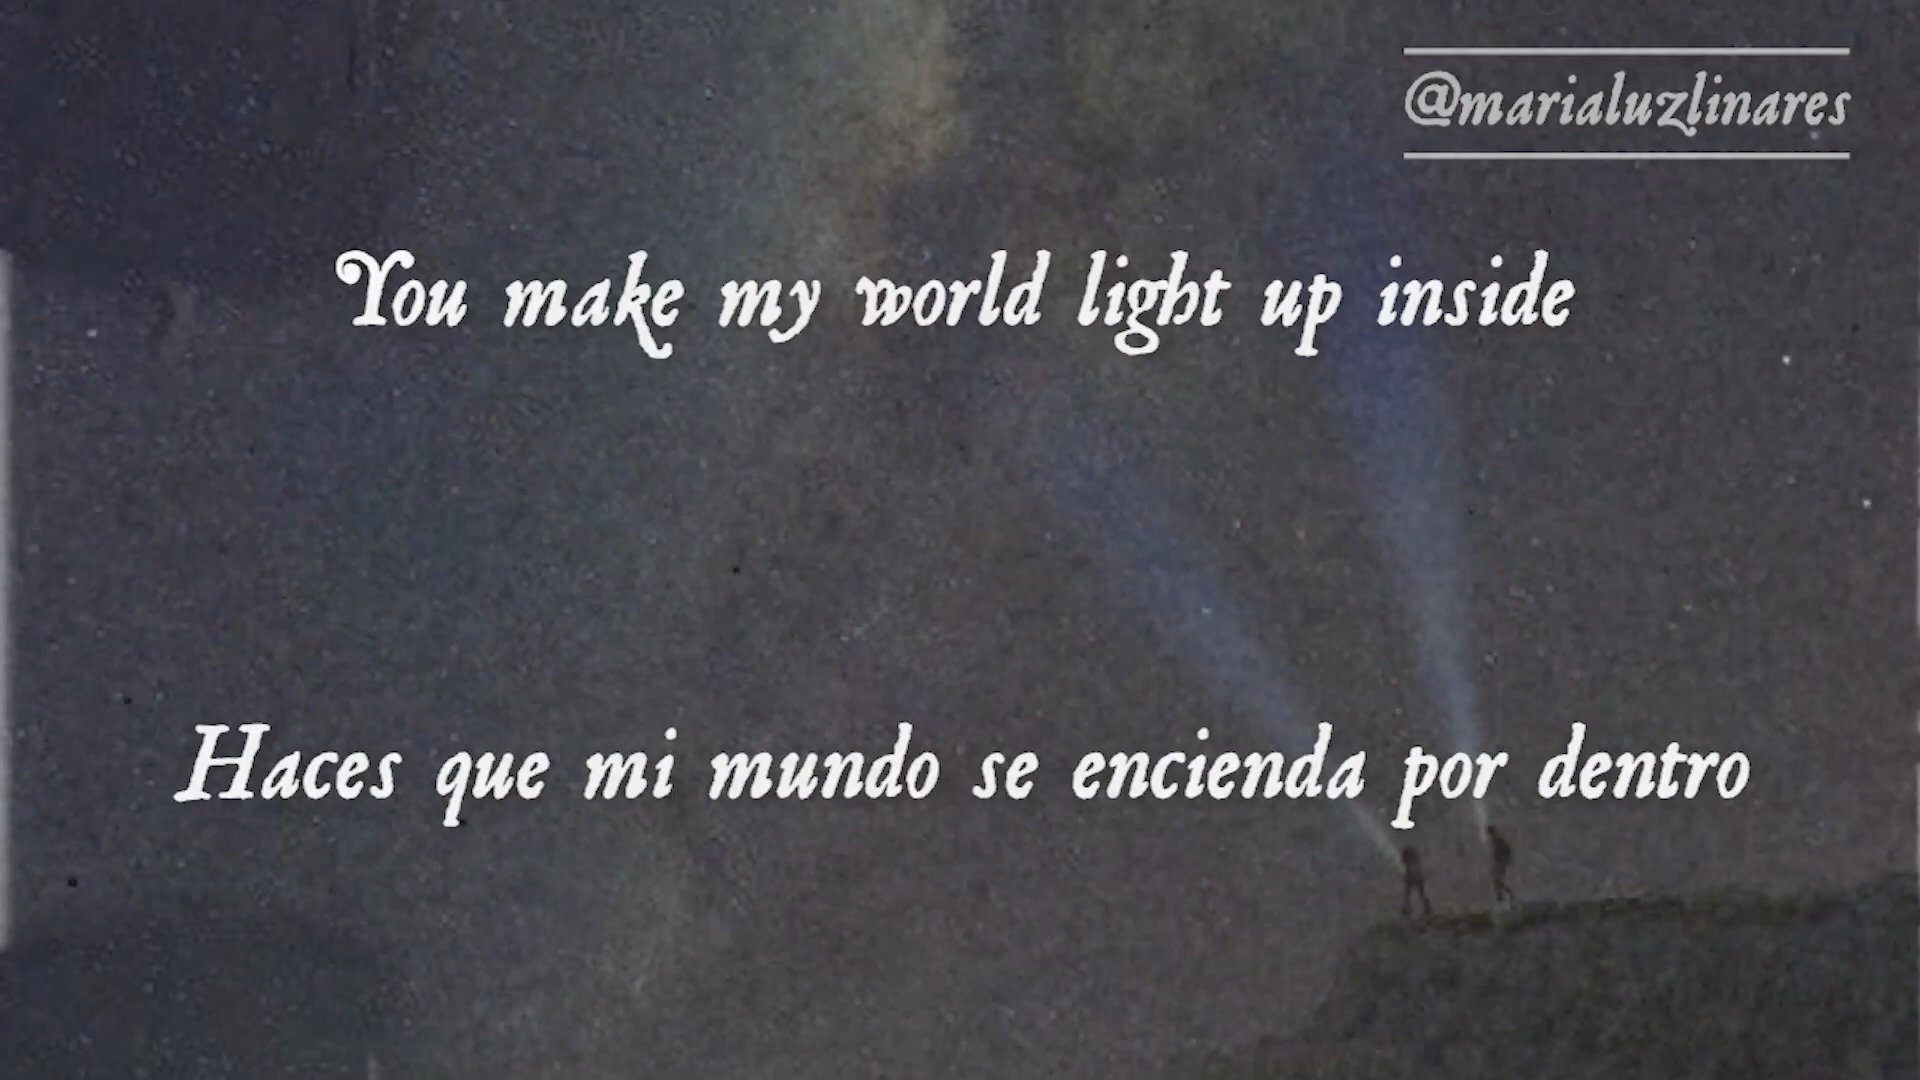 @marialuzlinares
You make my world light up inside
Haces que mi mundo se encienda por dentro